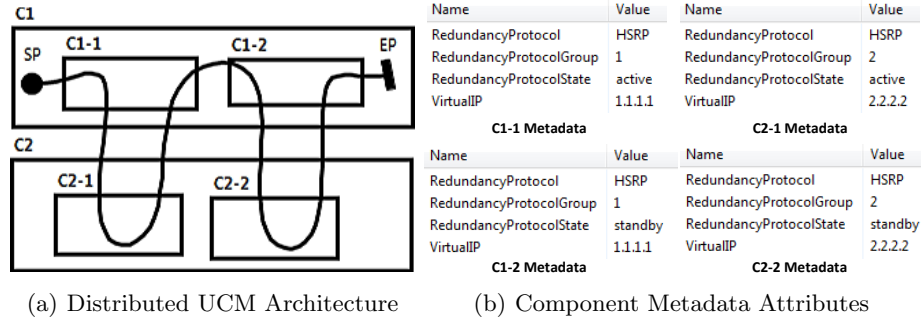 C1
SP
C1-1
C1-2
EP
C2
C2-1
C2-2
Name Value
RedundancyProtocol HSRP
RedundancyProtocolGroup 1
RedundancyProtocolState active
VirtualIP 1.1.1.1
C1-1 Metadata
Name Value
RedundancyProtocol HSRP
RedundancyProtocolGroup 2
RedundancyProtocolState active
VirtualIP 2.2.2.2
C2-1 Metadata
Name Value
RedundancyProtocol HSRP
RedundancyProtocolGroup 1
RedundancyProtocolState standby
VirtualIP 1.1.1.1
C1-2 Metadata
Name Value
RedundancyProtocol HSRP
RedundancyProtocolGroup 2
RedundancyProtocolState standby
VirtualIP 2.2.2.2
C2-2 Metadata
(a) Distributed UCM Architecture
(b) Component Metadata Attributes